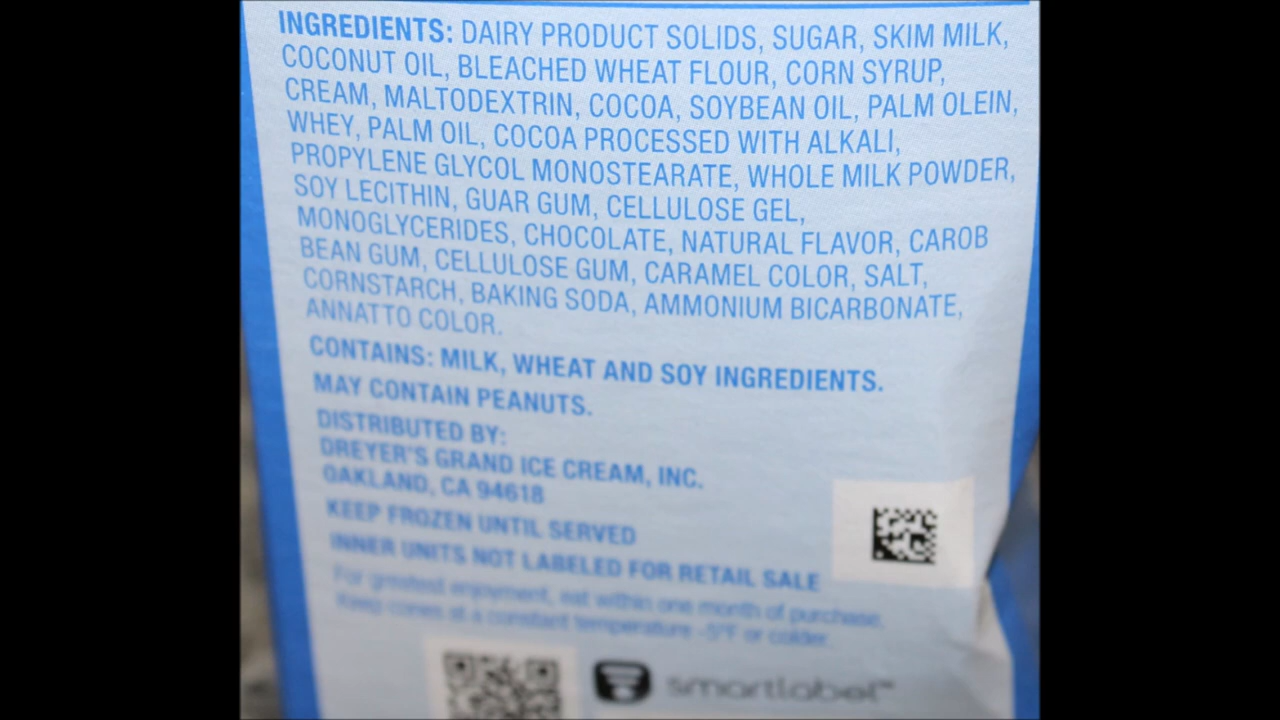 INGREDIENTS: DAIRY PRODUCT SOLIDS, SUGAR, SKIM MILK,
COCONUT OIL, BLEACHED WHEAT FLOUR, CORN SYRUP,
CREAM, MALTODEXTRIN, COCOA, SOYBEAN OIL, PALM OLEIN,
WHEY, PALM OIL, COCOA PROCESSED WITH ALKALI,
PROPYLENE GLYCOL MONOSTEARATE, WHOLE MILK POWDER,
SOY LECITHIN, GUAR GUM, CELLULOSE GEL,
MONOGLYCERIDES, CHOCOLATE, NATURAL FLAVOR, CAROB
BEAN GUM, CELLULOSE GUM, CARAMEL COLOR, SALT,
CORNSTARCH, BAKING SODA, AMMONIUM BICARBONATE,
ANNATTO COLOR.
CONTAINS: MILK, WHEAT AND SOY INGREDIENTS.
MAY CONTAIN PEANUTS.
DISTRIBUTED BY:
DREYER'S GRAND ICE CREAM, INC.
OAKLAND, CA 94618
KEEP FROZEN UNTIL SERVED
INNER UNITS NOT LABELED FOR RETAIL SALE
For greatest enjoyment, eat within one month of purchase.
Keep cones at a constant temperature -5°F or colder.
smartlabel™